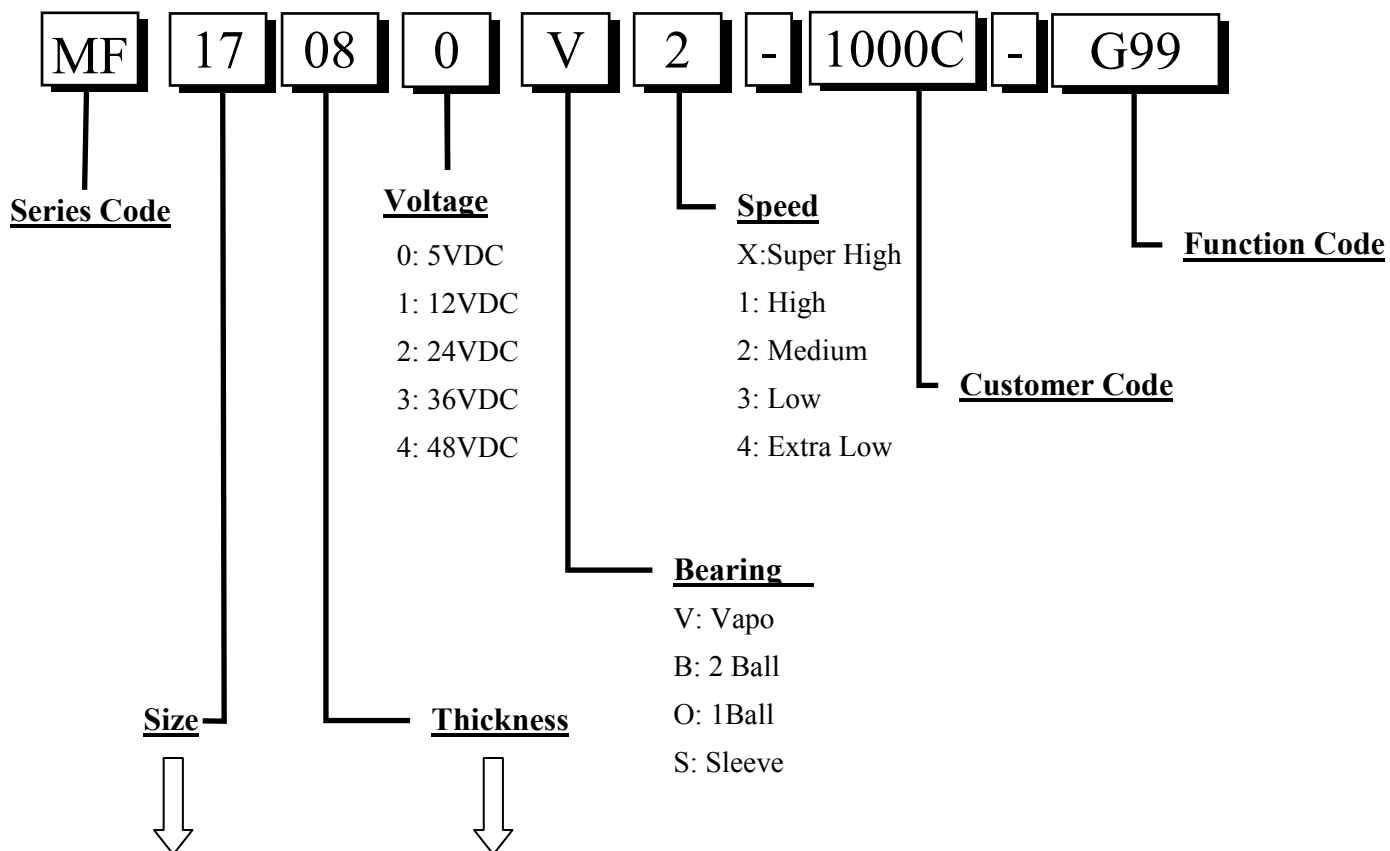 MF 17 08 0 V 2 - 1000C - G99
Series Code
Voltage
0: 5VDC
1: 12VDC
2: 24VDC
3: 36VDC
4: 48VDC
Speed
X:Super High
1: High
2: Medium
3: Low
4: Extra Low
Function Code
Customer Code
Bearing
V: Vapo
B: 2 Ball
O: 1Ball
S: Sleeve
Size
Thickness